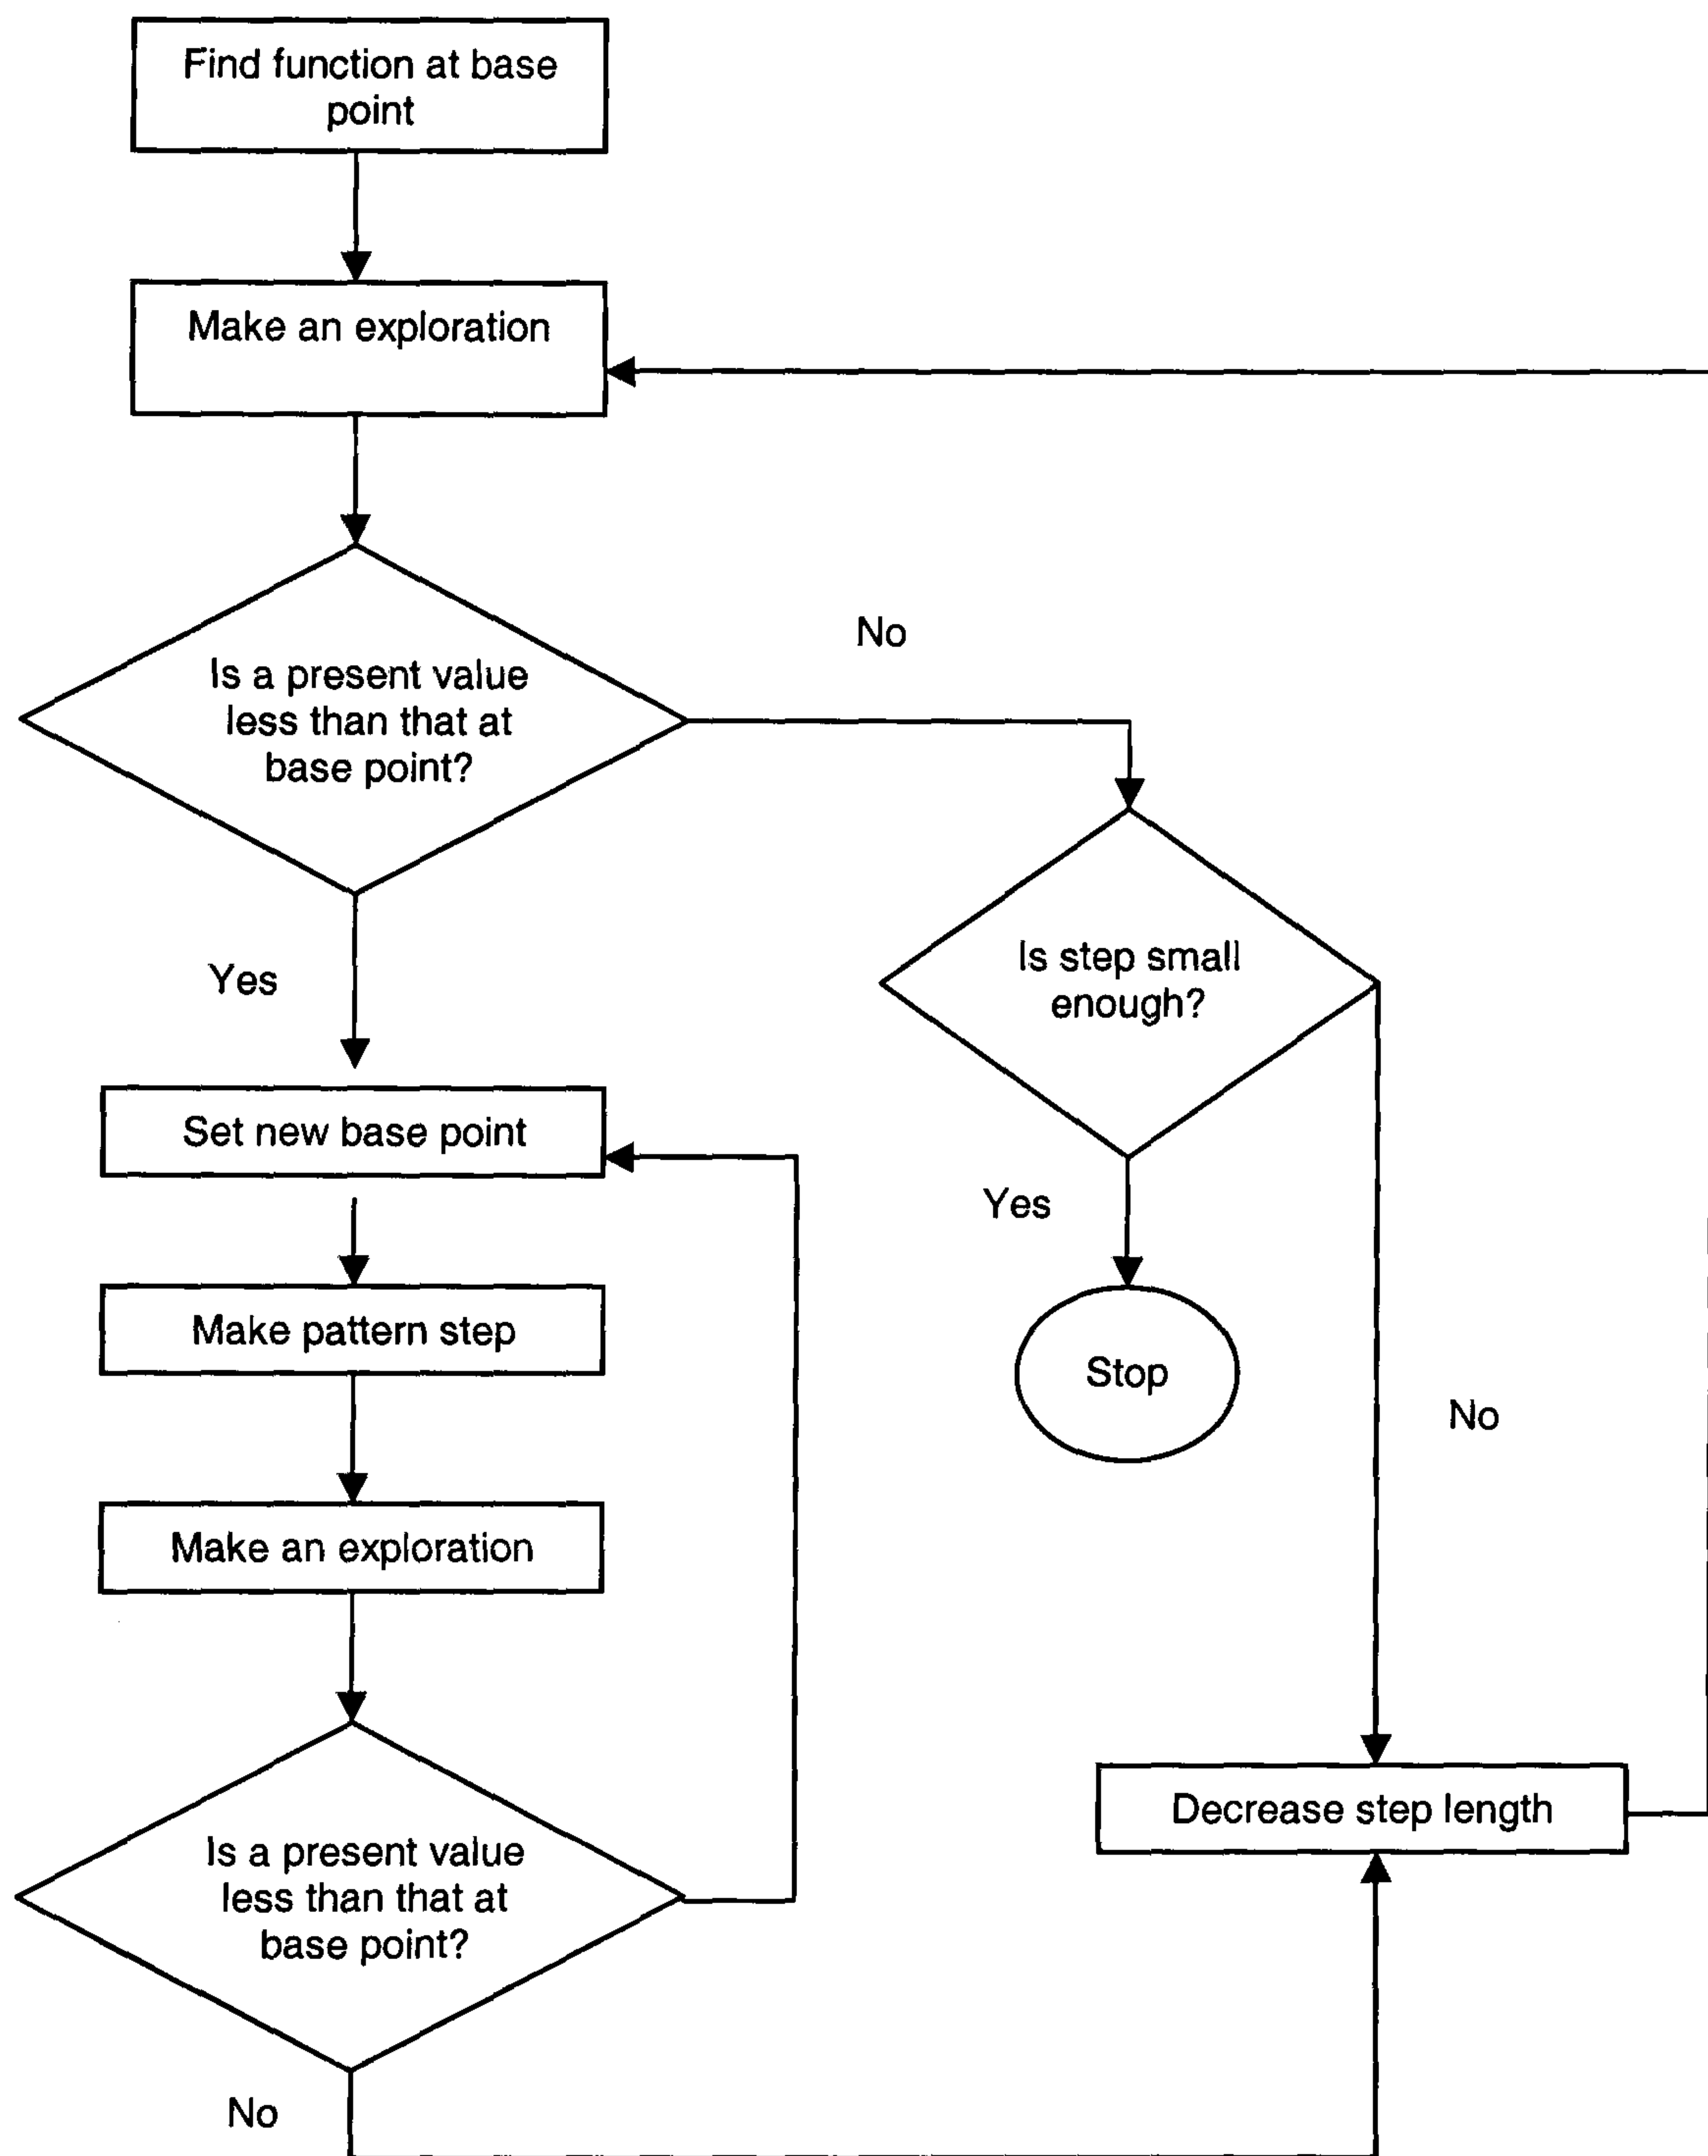 Find function at base
point
Make an exploration
Is a present value
less than that at
base point?
No
Yes
Is step small
enough?
Set new base point
Yes
Make pattern step
Stop
No
Make an exploration
Decrease step length
Is a present value
less than that at
base point?
No